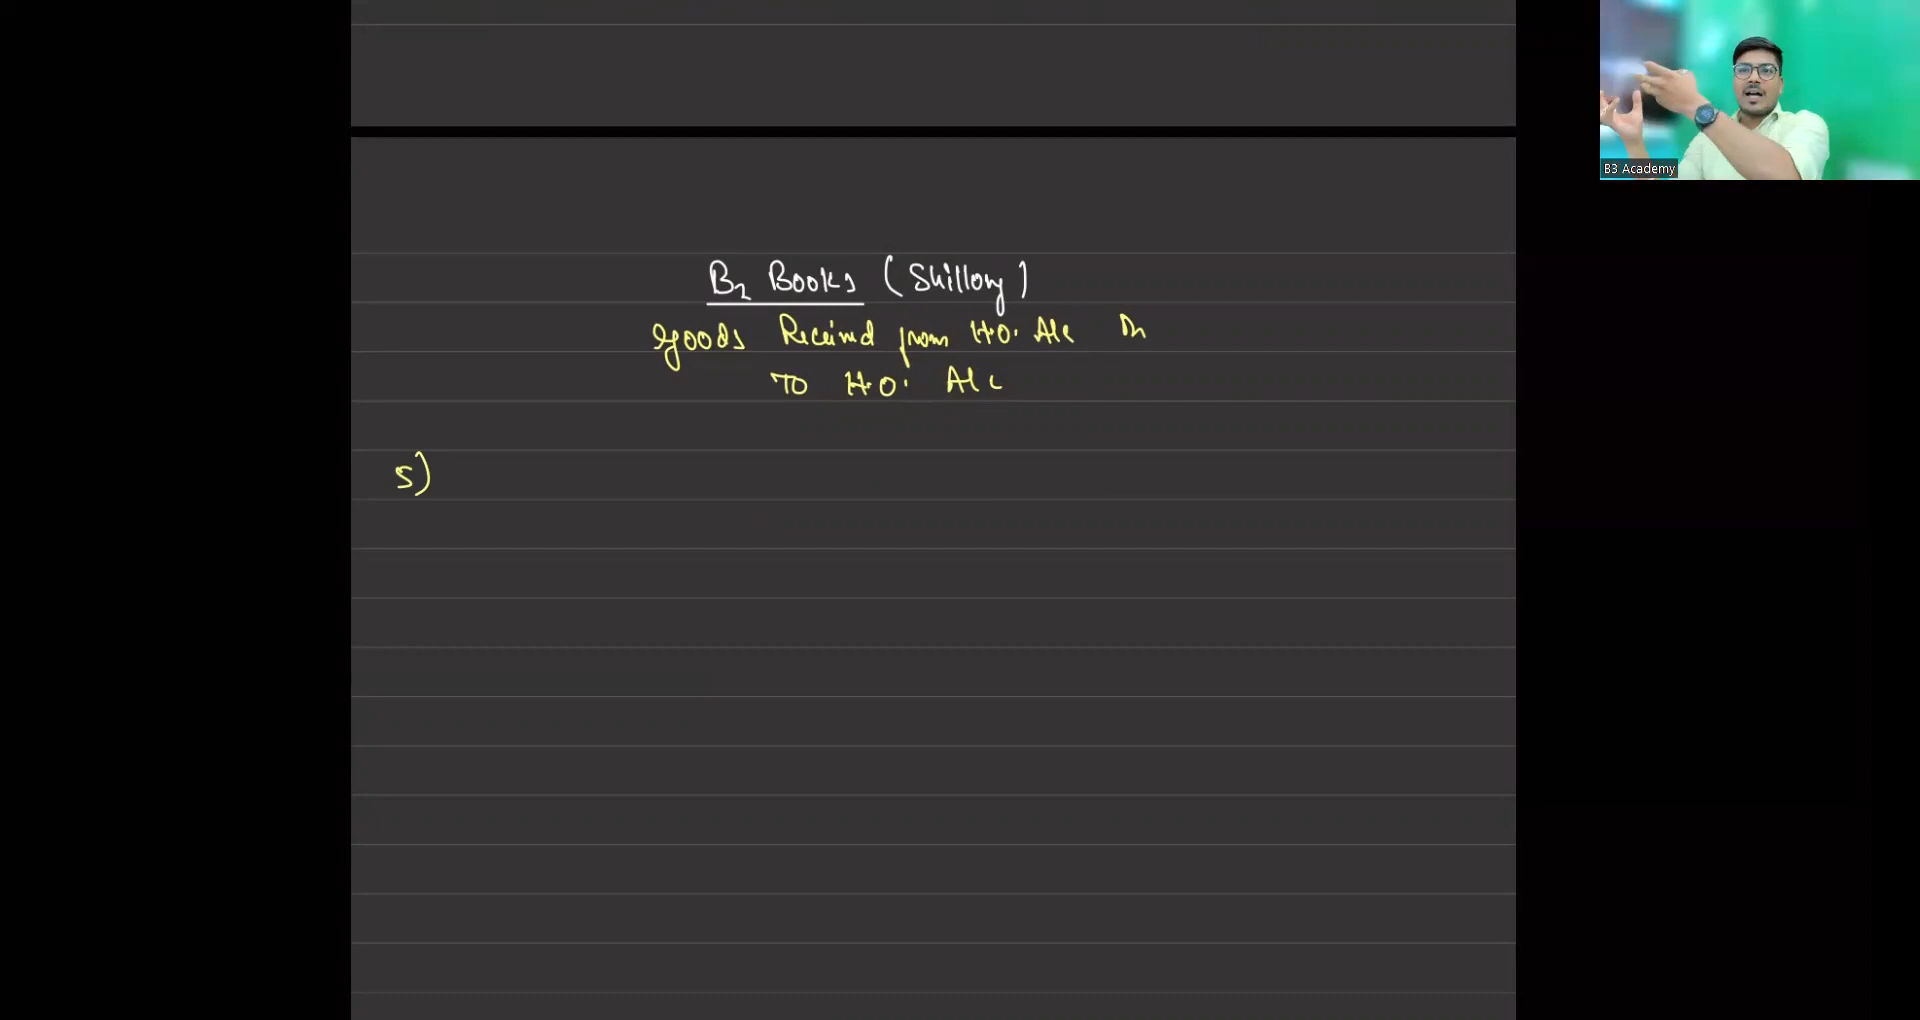 B3 Academy
B2 Books (Shillong)
Goods Received from H.O. A/c Dr
To H.O. A/c
5)